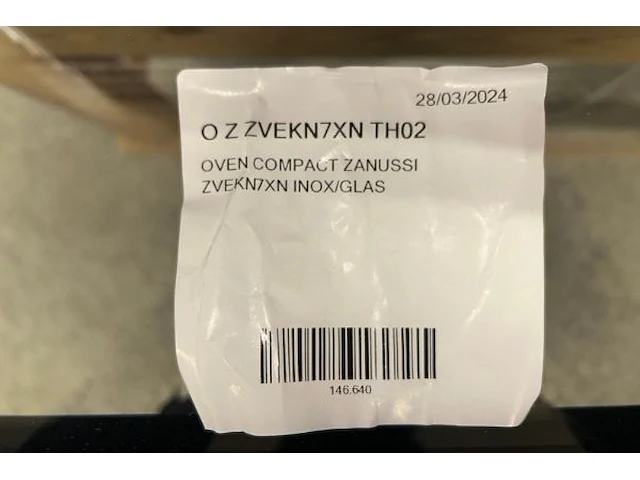 28/03/2024
O Z ZVEKN7XN TH02
OVEN COMPACT ZANUSSI
ZVEKN7XN INOX/GLAS
146.640